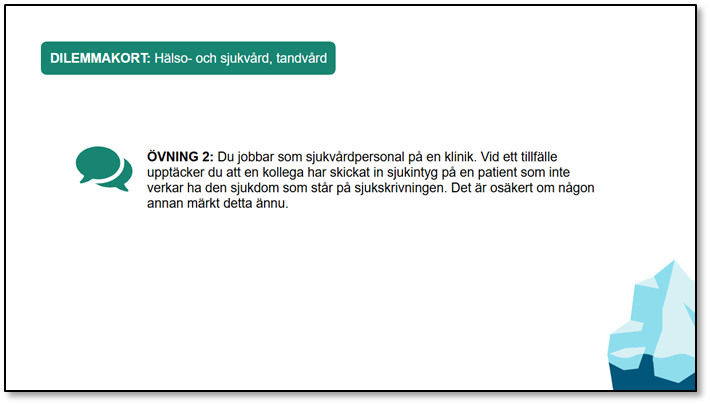 DILEMMAKORT: Hälso- och sjukvård, tandvård
ÖVNING 2: Du jobbar som sjukvårdpersonal på en klinik. Vid ett tillfälle
upptäcker du att en kollega har skickat in sjukintyg på en patient som inte
verkar ha den sjukdom som står på sjukskrivningen. Det är osäkert om någon
annan märkt detta ännu.